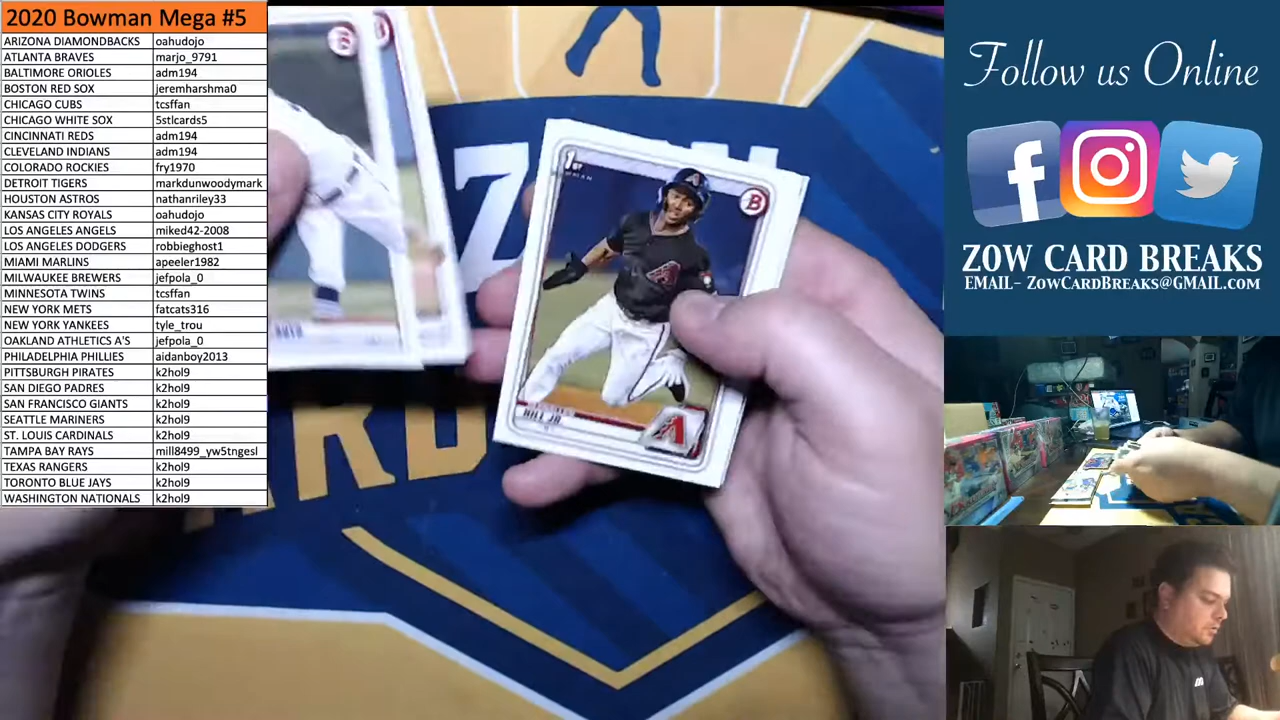 2020 Bowman Mega #5
ARIZONA DIAMONDBACKS oahudojo
ATLANTA BRAVES marjo_9791
BALTIMORE ORIOLES adm194
BOSTON RED SOX jeremharshma0
CHICAGO CUBS tcsffan
CHICAGO WHITE SOX 5stlcards5
CINCINNATI REDS adm194
CLEVELAND INDIANS adm194
COLORADO ROCKIES fry1970
DETROIT TIGERS markdunwoodymark
HOUSTON ASTROS nathanriley33
KANSAS CITY ROYALS oahudojo
LOS ANGELES ANGELS miked42-2008
LOS ANGELES DODGERS robbieghost1
MIAMI MARLINS apeeler1982
MILWAUKEE BREWERS jefpola_0
MINNESOTA TWINS tcsffan
NEW YORK METS fatcats316
NEW YORK YANKEES tyle_trou
OAKLAND ATHLETICS A'S jefpola_0
PHILADELPHIA PHILLIES aidanboy2013
PITTSBURGH PIRATES k2hol9
SAN DIEGO PADRES k2hol9
SAN FRANCISCO GIANTS k2hol9
SEATTLE MARINERS k2hol9
ST. LOUIS CARDINALS k2hol9
TAMPA BAY RAYS mill8499_yw5tngesl
TEXAS RANGERS k2hol9
TORONTO BLUE JAYS k2hol9
WASHINGTON NATIONALS k2hol9
1ST
B
HILL JR
A
Follow us Online
f
ZOW CARD BREAKS
EMAIL- ZowCardBreaks@gmail.com